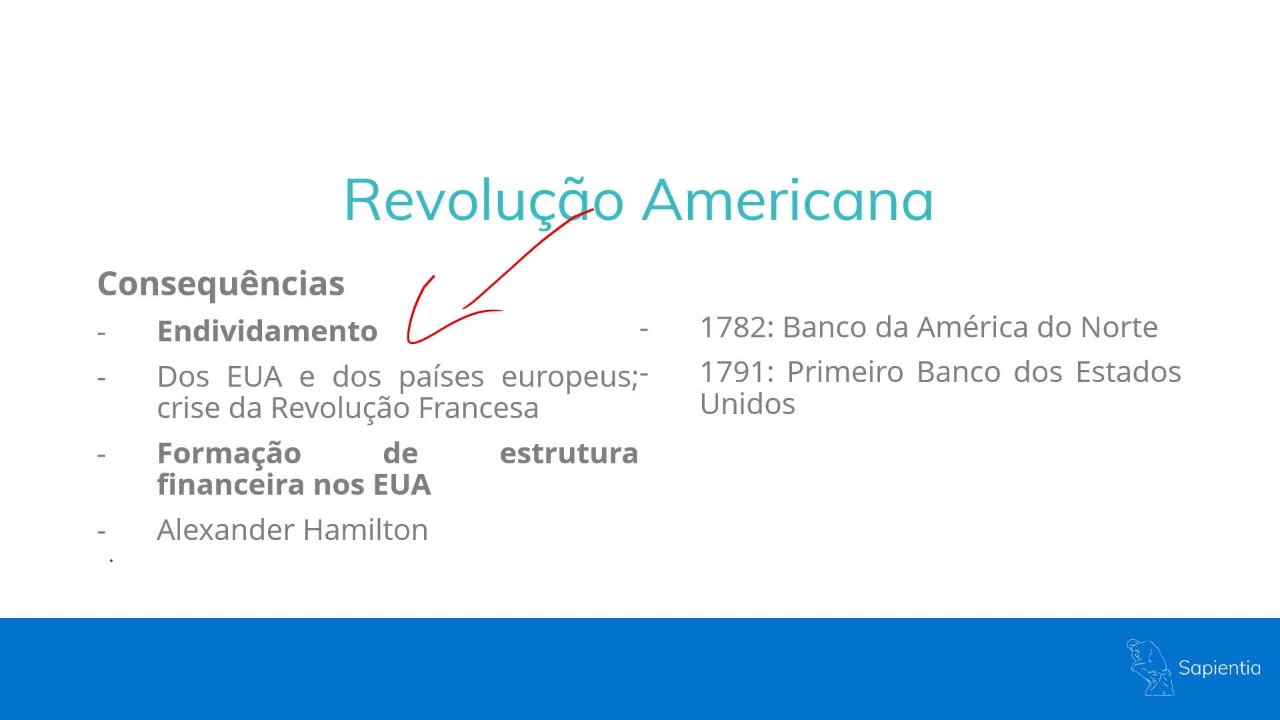 Revolução Americana
Consequências
- Endividamento
- Dos EUA e dos países europeus;
crise da Revolução Francesa
- Formação de estrutura
financeira nos EUA
- Alexander Hamilton
- 1782: Banco da América do Norte
- 1791: Primeiro Banco dos Estados
Unidos
Sapientia